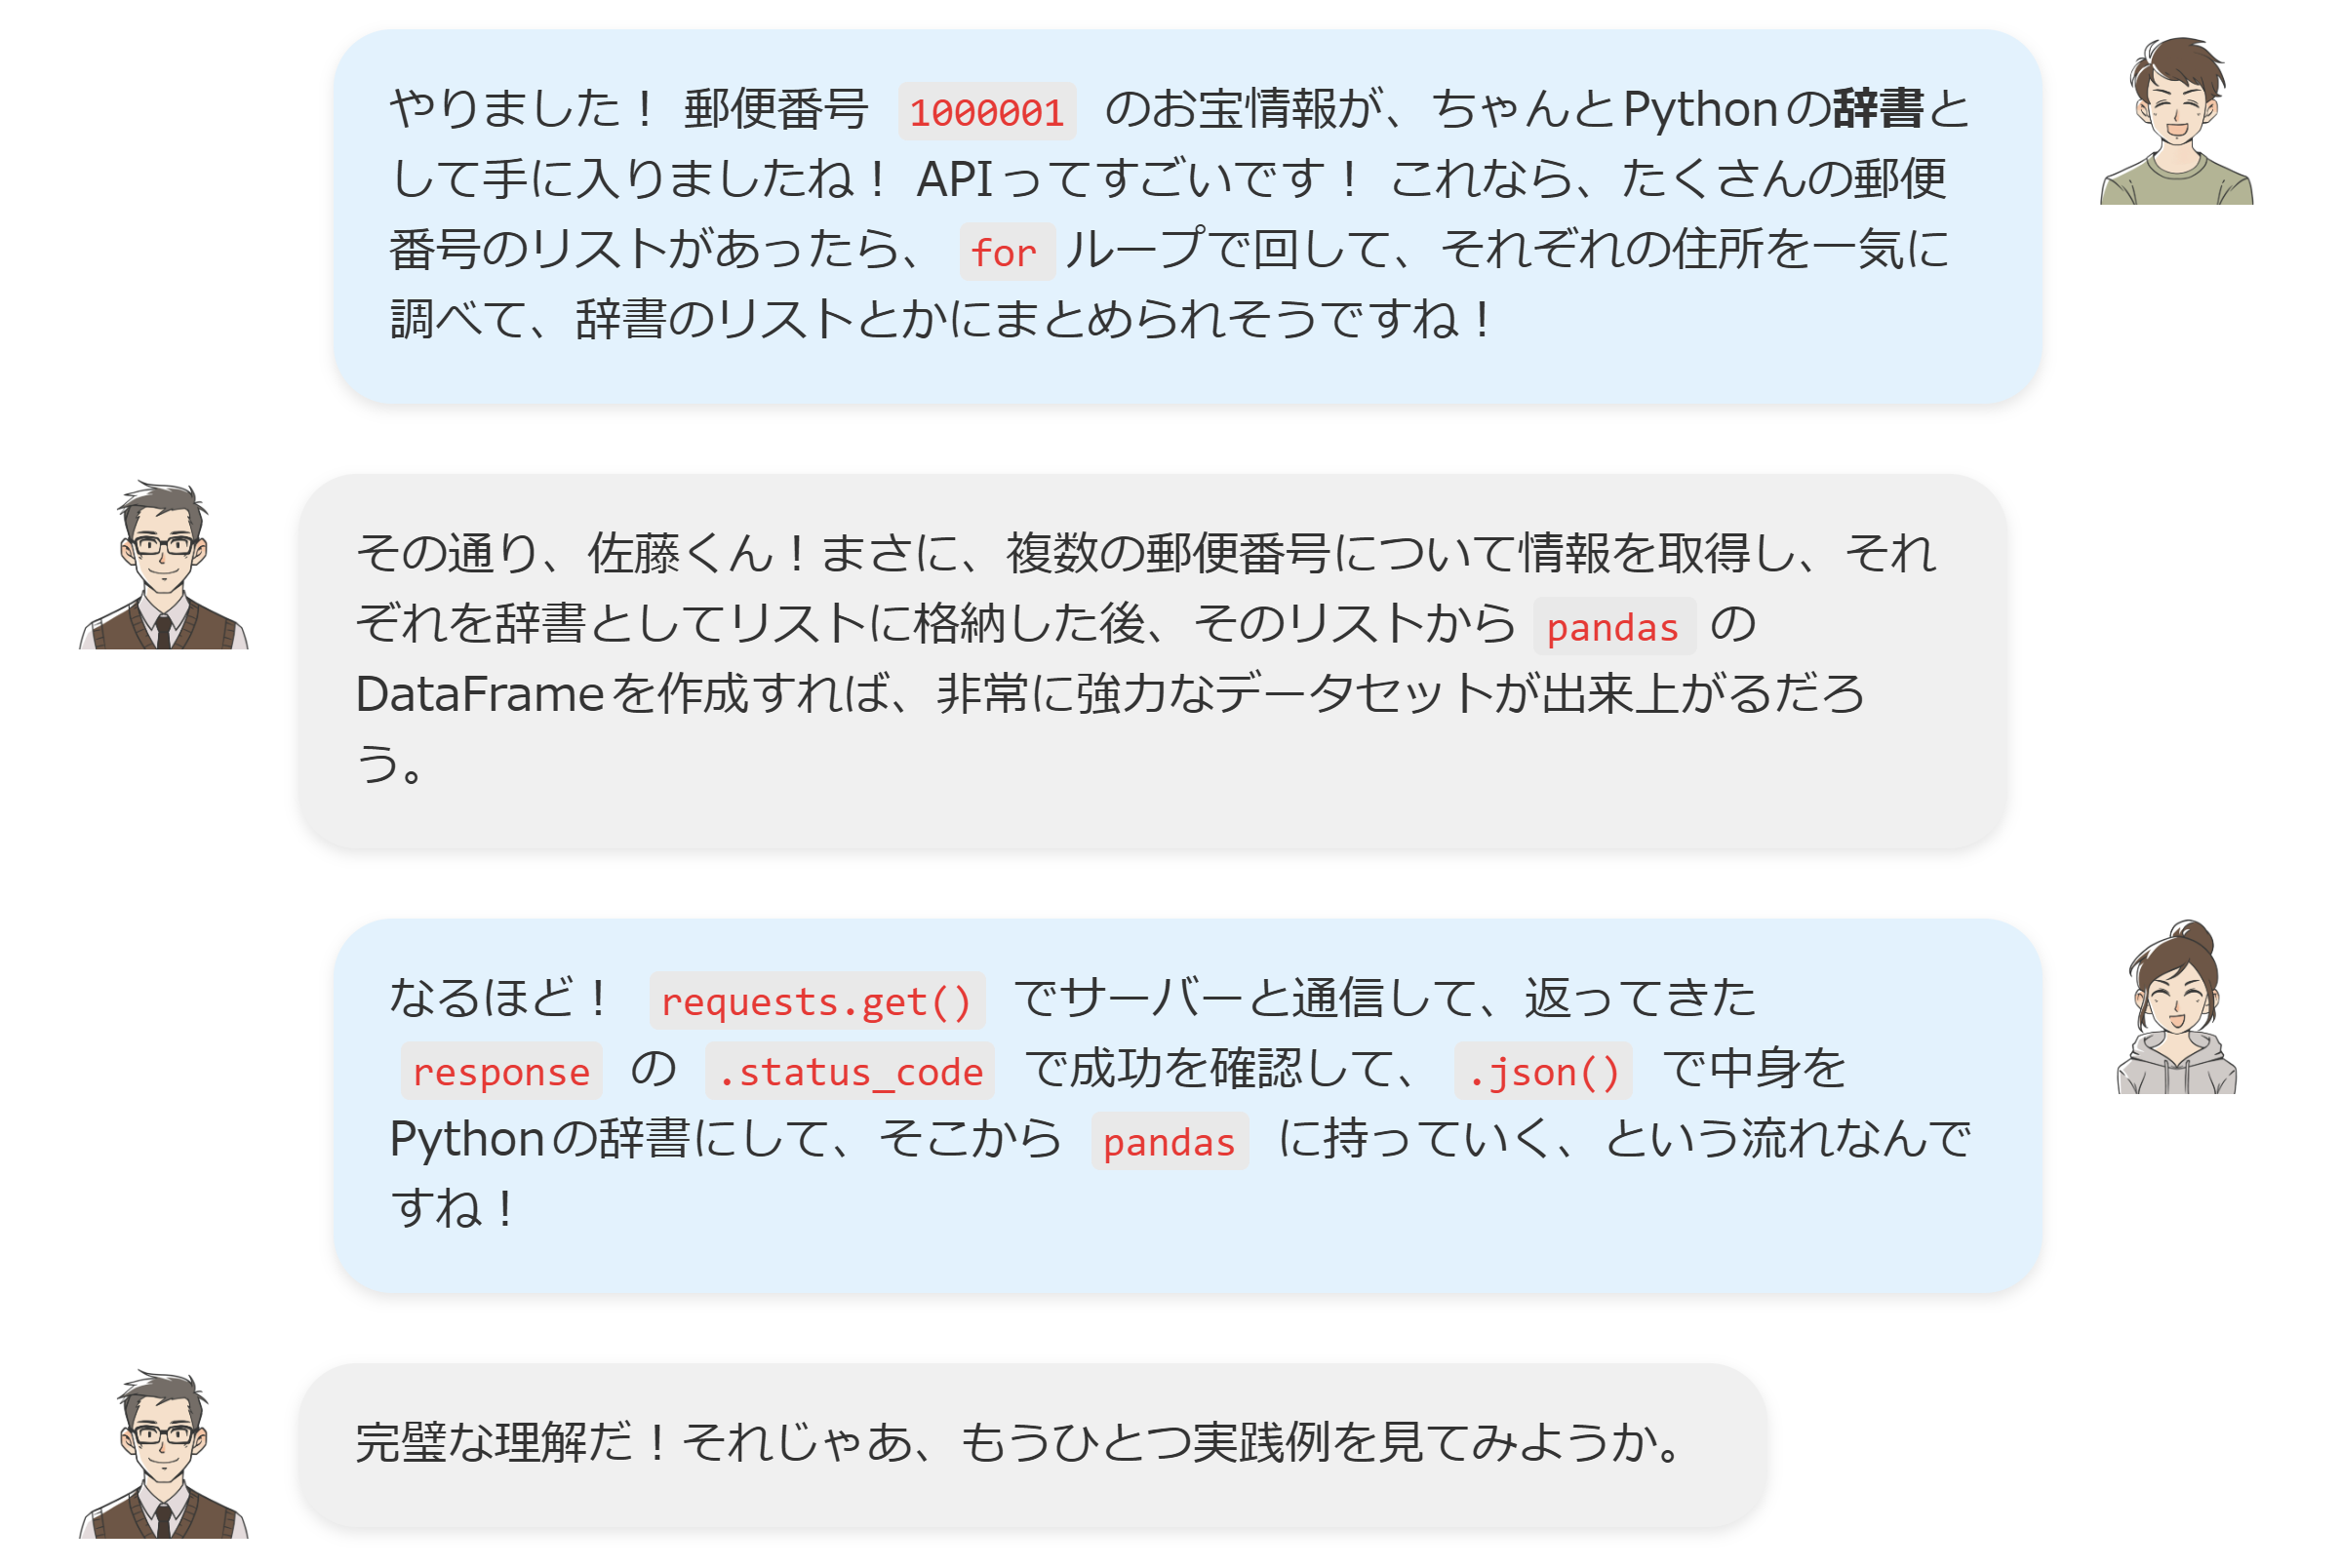 やりました！ 郵便番号 1000001 のお宝情報が、ちゃんとPythonの辞書と
して手に入りましたね！ APIってすごいです！ これなら、たくさんの郵便
番号のリストがあったら、 for ループで回して、それぞれの住所を一気に
調べて、辞書のリストとかにまとめられそうですね！
その通り、佐藤くん！まさに、複数の郵便番号について情報を取得し、それ
ぞれを辞書としてリストに格納した後、そのリストから pandas の
DataFrameを作成すれば、非常に強力なデータセットが出来上がるだろ
う。
なるほど！ requests.get() でサーバーと通信して、返ってきた
response の .status_code で成功を確認して、 .json() で中身を
Pythonの辞書にして、そこから pandas に持っていく、という流れなんで
すね！
完璧な理解だ！それじゃあ、もうひとつ実践例を見てみようか。